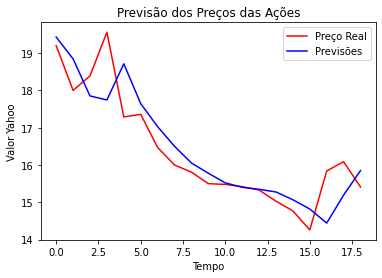 Previsão dos Preços das Ações
Preço Real
Previsões
Valor Yahoo
19
18
17
16
15
14
0.0 2.5 5.0 7.5 10.0 12.5 15.0 17.5
Tempo